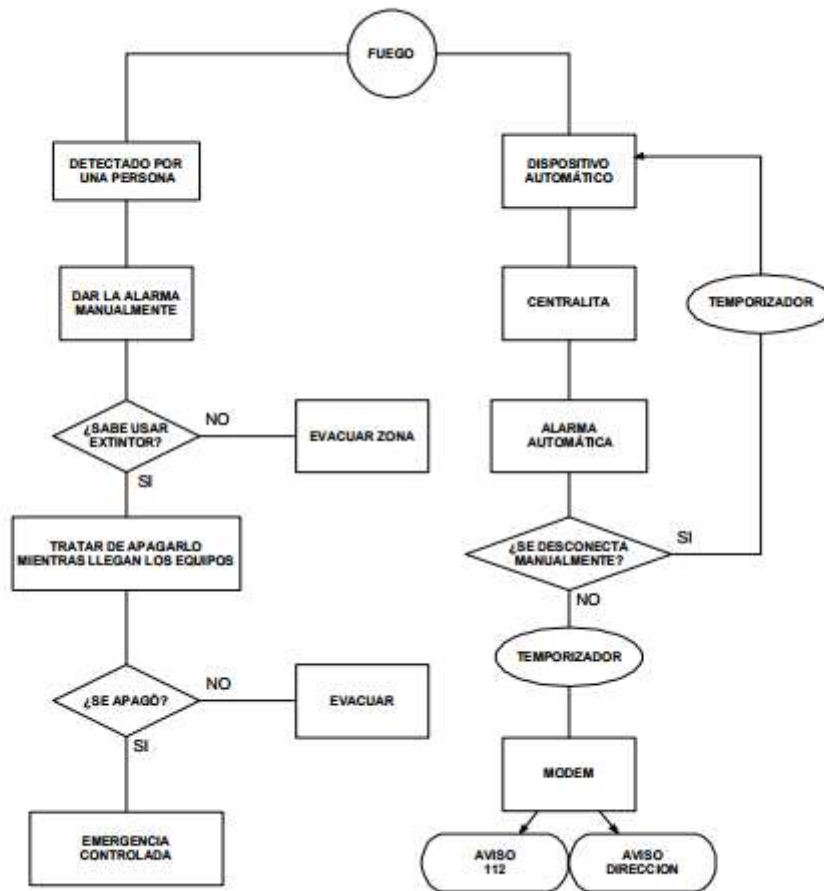 FUEGO
DETECTADO POR
UNA PERSONA
DISPOSITIVO
AUTOMÁTICO
DAR LA ALARMA
MANUALMENTE
CENTRALITA
TEMPORIZADOR
¿SABE USAR
EXTINTOR?
NO
SI
EVACUAR ZONA
ALARMA
AUTOMÁTICA
TRATAR DE APAGARLO
MIENTRAS LLEGAN LOS EQUIPOS
¿SE DESCONECTA
MANUALMENTE?
SI
NO
TEMPORIZADOR
¿SE APAGÓ?
NO
SI
EVACUAR
MODEM
EMERGENCIA
CONTROLADA
AVISO
112
AVISO
DIRECCION